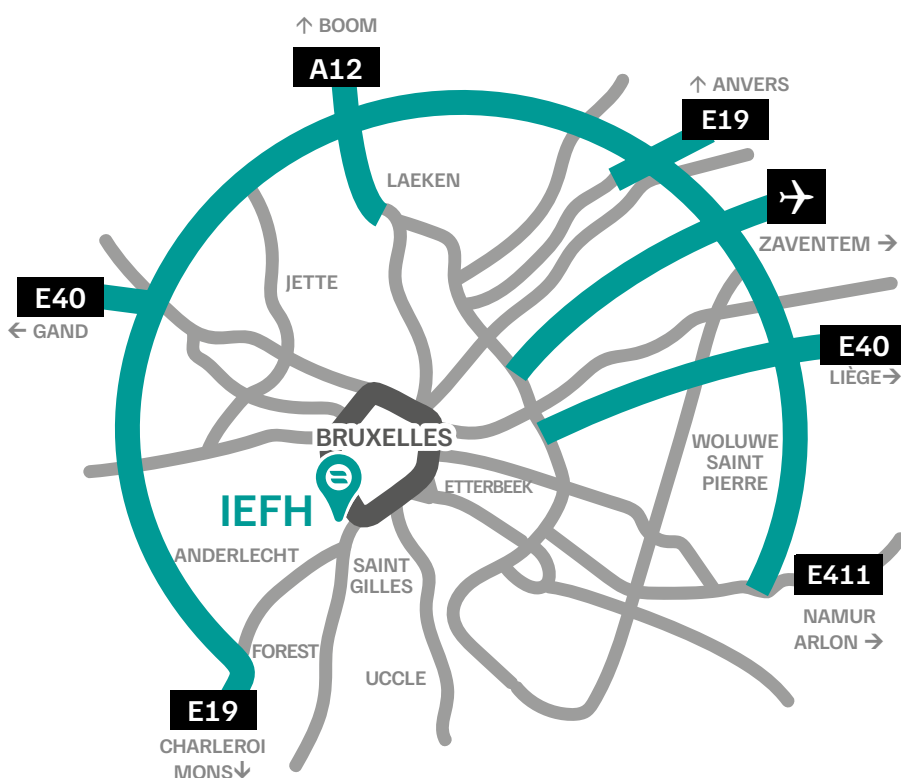 ↑ BOOM
A12
↑ ANVERS
E19
LAEKEN
ZAVENTEM →
JETTE
E40
← GAND
E40
LIÈGE→
BRUXELLES
WOLUWE
SAINT
PIERRE
ETTERBEEK
IEFH
ANDERLECHT
SAINT
GILLES
E411
NAMUR
ARLON →
FOREST
UCCLE
E19
CHARLEROI
MONS↓